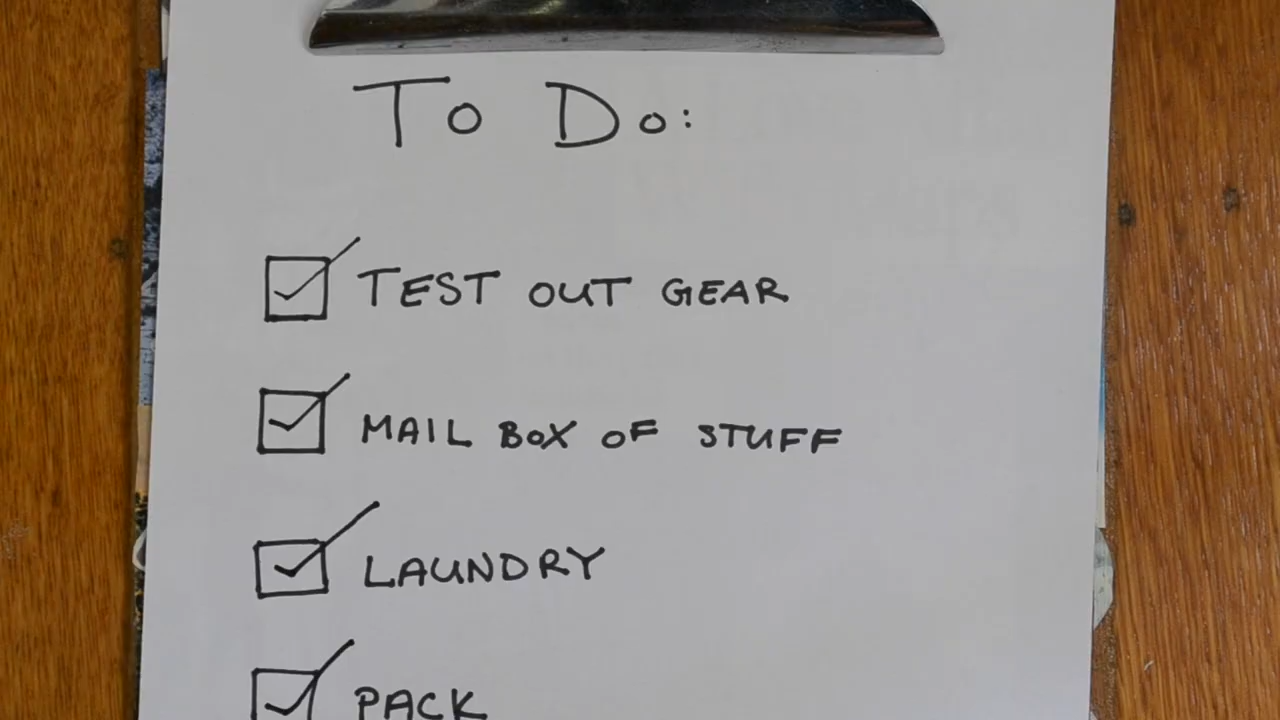 To Do:
TEST OUT GEAR
MAIL BOX OF STUFF
LAUNDRY
PACK